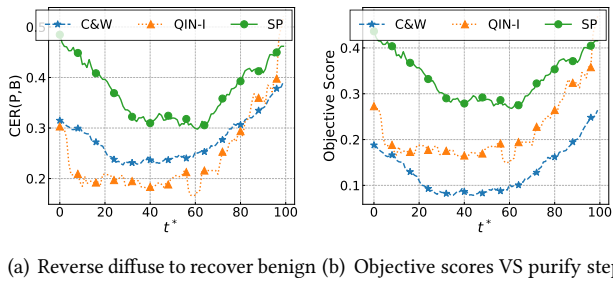 C&W QIN-I SP
C&W QIN-I SP
0.5
0.4
0.3
0.2
CER(P,B)
0 20 40 60 80 100
t*
0.4
0.3
0.2
0.1
Objective Score
0 20 40 60 80 100
t*
(a) Reverse diffuse to recover benign
(b) Objective scores VS purify step